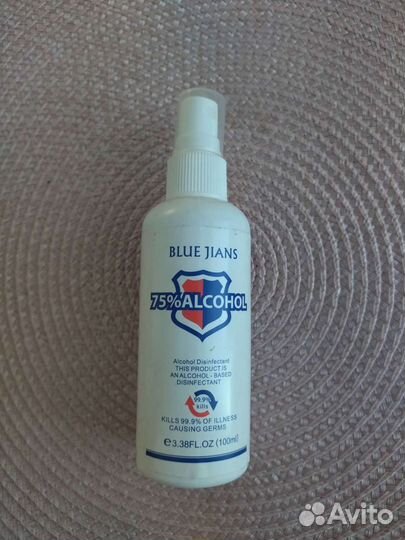 BLUE JIANS
75%ALCOHOL
Alcohol Disinfectant
THIS PRODUCT IS
AN ALCOHOL - BASED
DISINFECTANT
99.9%
kills
KILLS 99.9% OF ILLNESS
CAUSING GERMS
℮3.38FL.OZ (100ml)
Avito